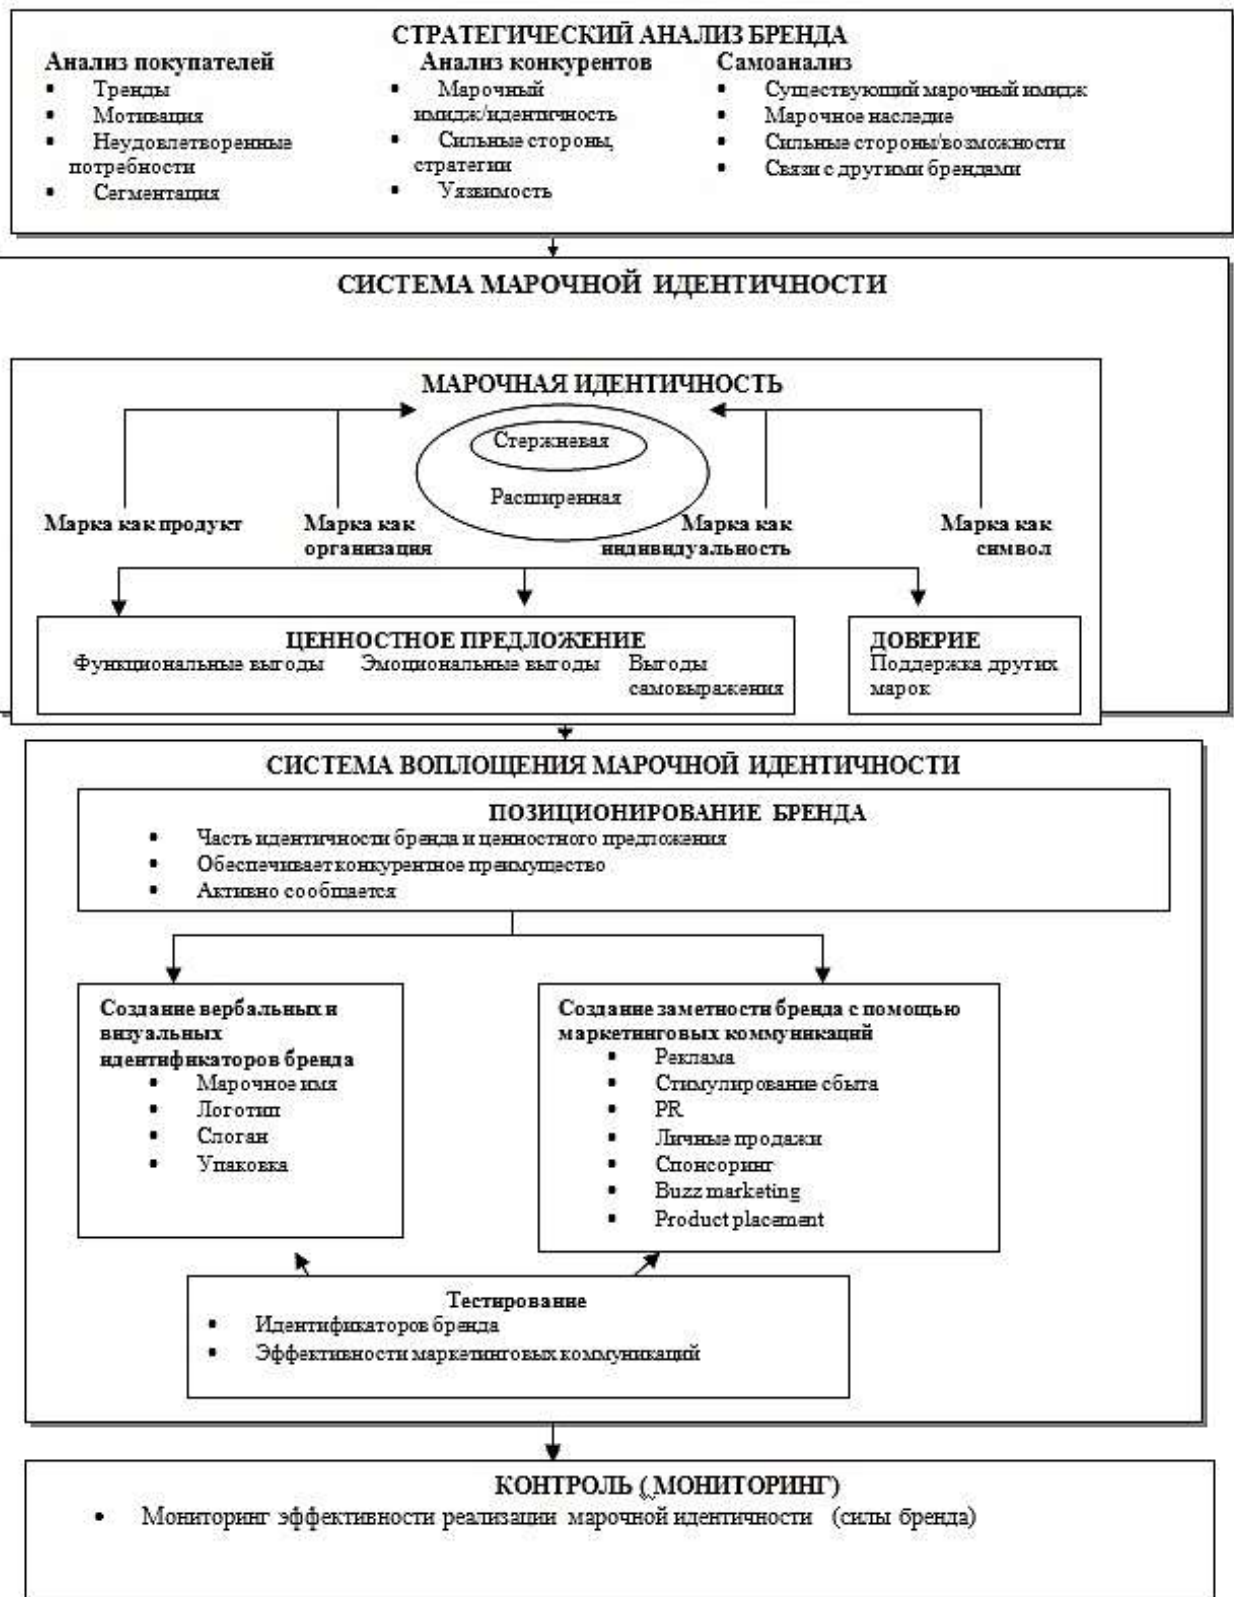 СТРАТЕГИЧЕСКИЙ АНАЛИЗ БРЕНДА
Анализ покупателей
• Тренды
• Мотивация
• Неудовлетворенные
потребности
• Сегментация
Анализ конкурентов
• Марочный
имидж/идентичность
• Сильные стороны,
стратегии
• Уязвимость
Самоанализ
• Существующий марочный имидж
• Марочное наследие
• Сильные стороны/возможности
• Связи с другими брендами
СИСТЕМА МАРОЧНОЙ ИДЕНТИЧНОСТИ
МАРОЧНАЯ ИДЕНТИЧНОСТЬ
Стержневая
Расширенная
Марка как продукт
Марка как
организация
Марка как
индивидуальность
Марка как
символ
ЦЕННОСТНОЕ ПРЕДЛОЖЕНИЕ
Функциональные выгоды
Эмоциональные выгоды
Выгоды
самовыражения
ДОВЕРИЕ
Поддержка других
марок
СИСТЕМА ВОПЛОЩЕНИЯ МАРОЧНОЙ ИДЕНТИЧНОСТИ
ПОЗИЦИОНИРОВАНИЕ БРЕНДА
• Часть идентичности бренда и ценностного предложения
• Обеспечивает конкурентное преимущество
• Активно сообщается
Создание вербальных и
визуальных
идентификаторов бренда
• Марочное имя
• Логотип
• Слоган
• Упаковка
Создание заметности бренда с помощью
маркетинговых коммуникаций
• Реклама
• Стимулирование сбыта
• PR
• Личные продажи
• Спонсоринг
• Buzz marketing
• Product placement
Тестирование
• Идентификаторов бренда
• Эффективности маркетинговых коммуникаций
КОНТРОЛЬ ( МОНИТОРИНГ)
• Мониторинг эффективности реализации марочной идентичности (силы бренда)